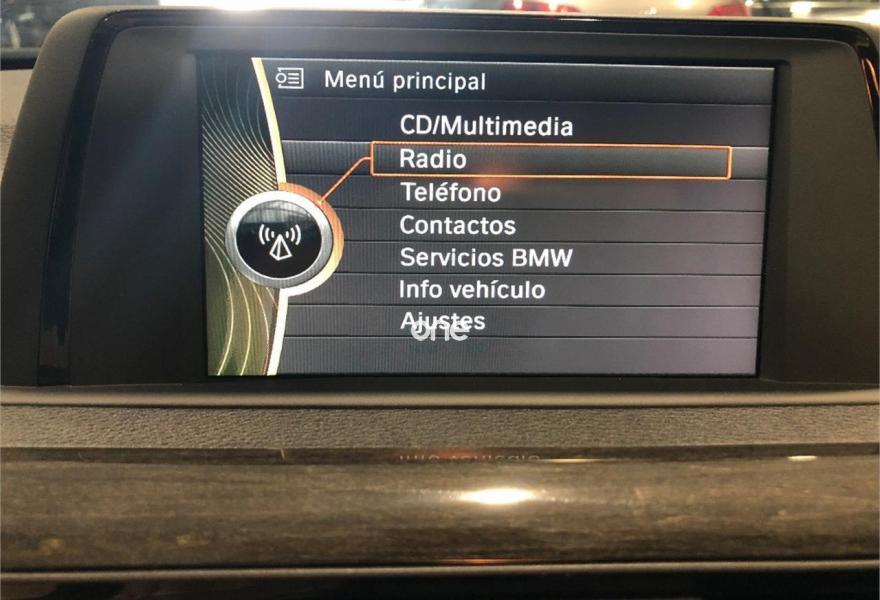 Menú principal
CD/Multimedia
Radio
Teléfono
Contactos
Servicios BMW
Info vehículo
Ajustes
one